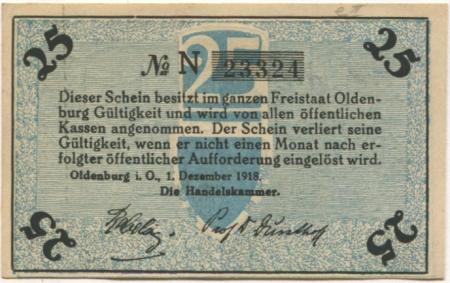 25 25
25
№ N 23324
Dieser Schein besitzt im ganzen Freistaat Olden-
burg Gültigkeit und wird von allen öffentlichen
Kassen angenommen. Der Schein verliert seine
Gültigkeit, wenn er nicht einen Monat nach er-
folgter öffentlicher Aufforderung eingelöst wird.
Oldenburg i. O., 1. Dezember 1918.
Die Handelskammer.
25 25